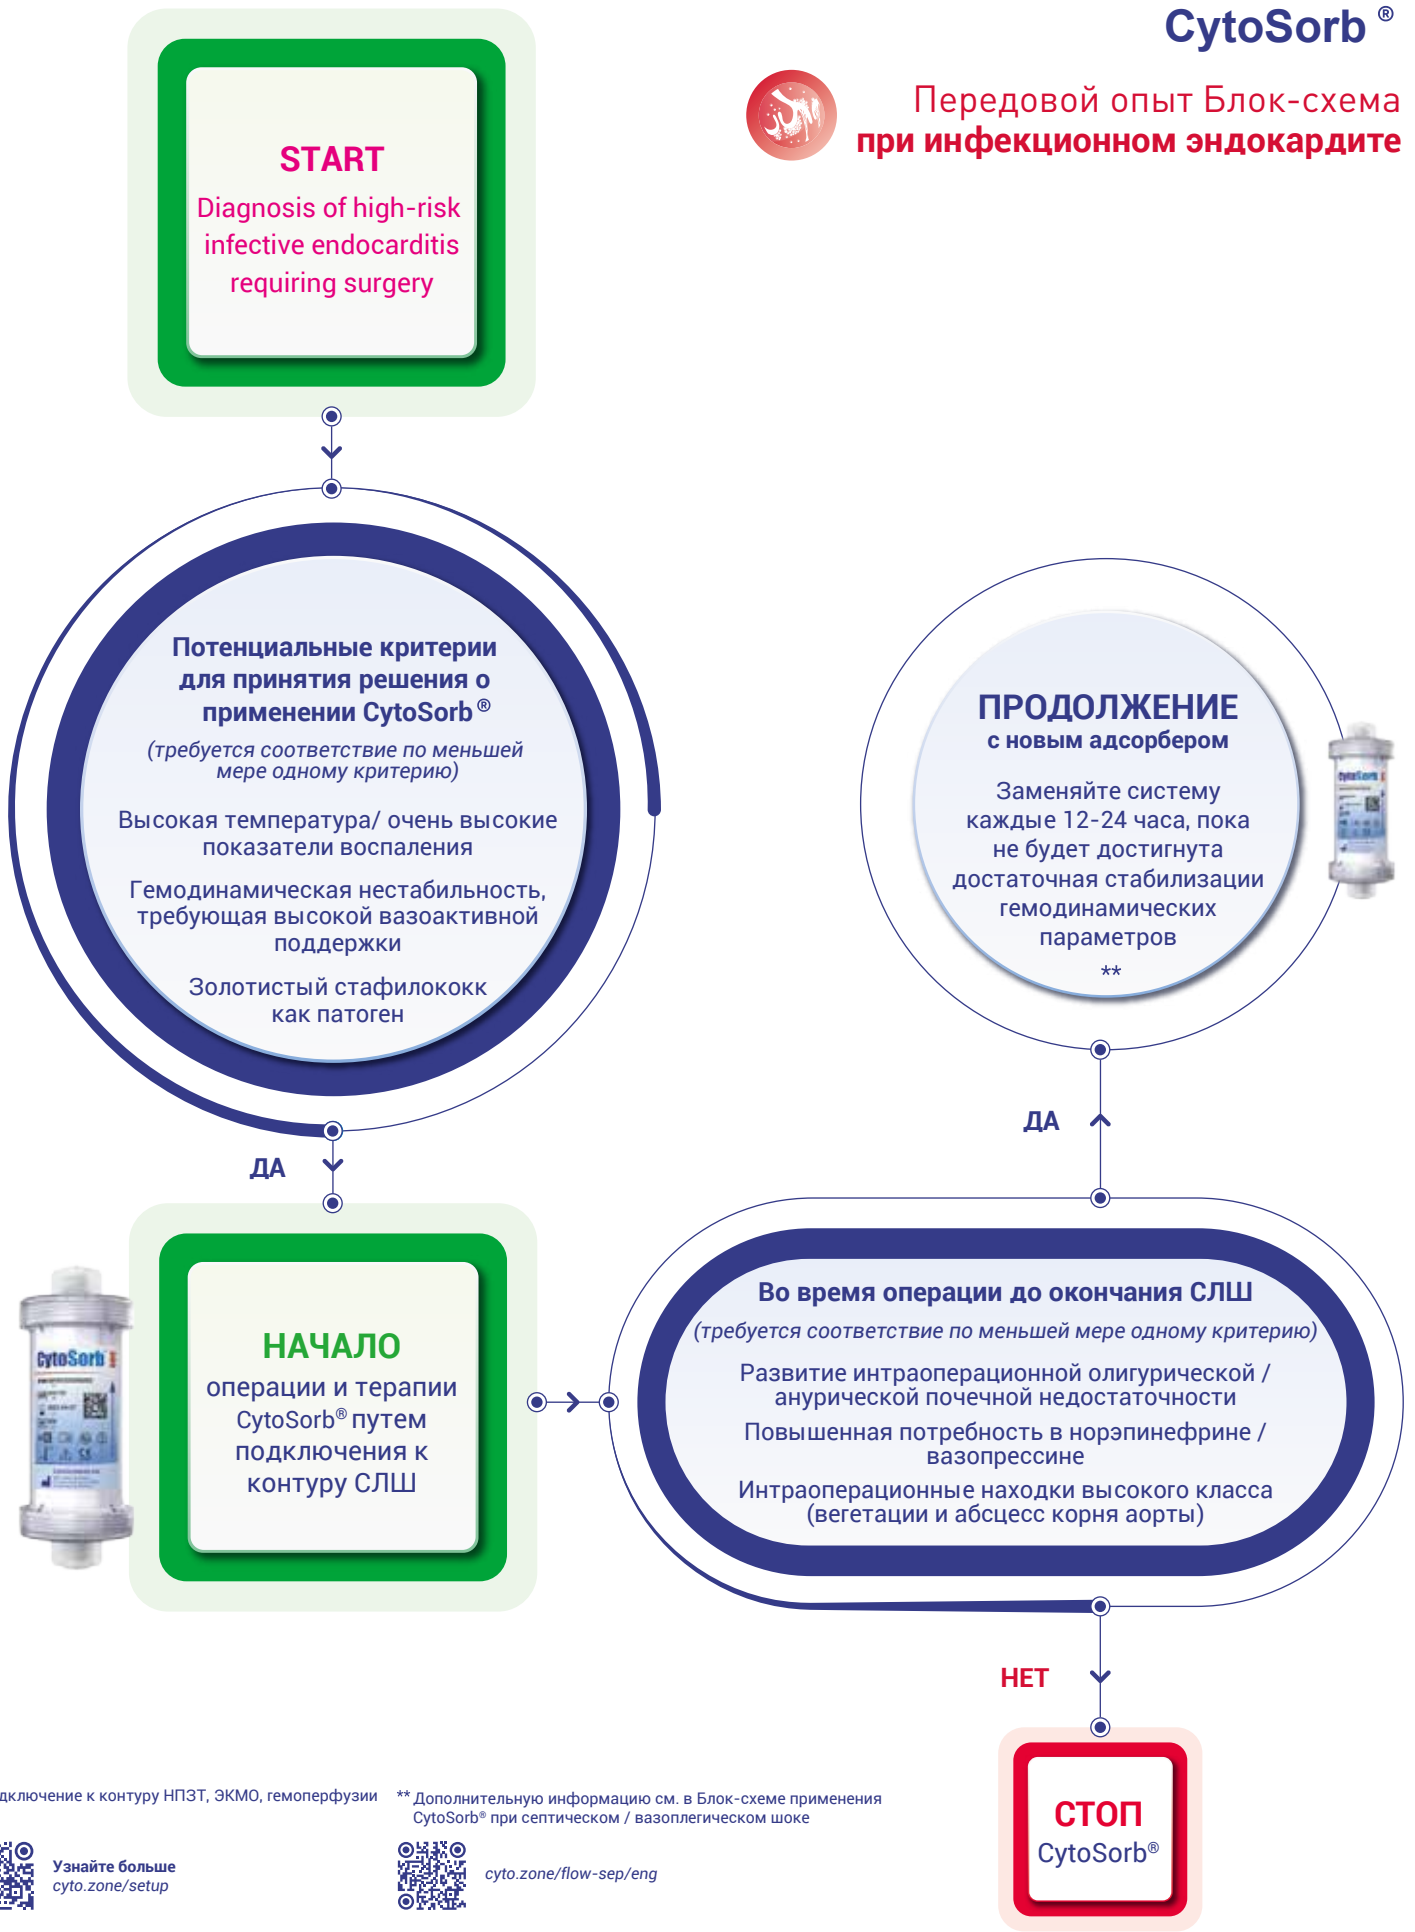 CytoSorb ®
Передовой опыт Блок-схема
при инфекционном эндокардите
START
Diagnosis of high-risk
infective endocarditis
requiring surgery
Потенциальные критерии
для принятия решения о
применении CytoSorb ®
(требуется соответствие по меньшей
мере одному критерию)
Высокая температура/ очень высокие
показатели воспаления
Гемодинамическая нестабильность,
требующая высокой вазоактивной
поддержки
Золотистый стафилококк
как патоген
ДА
НАЧАЛО
операции и терапии
CytoSorb® путем
подключения к
контуру СЛШ
CytoSorb
Во время операции до окончания СЛШ
(требуется соответствие по меньшей мере одному критерию)
Развитие интраоперационной олигурической /
анурической почечной недостаточности
Повышенная потребность в норэпинефрине /
вазопрессине
Интраоперационные находки высокого класса
(вегетации и абсцесс корня аорты)
ДА
ПРОДОЛЖЕНИЕ
с новым адсорбером
Заменяйте систему
каждые 12-24 часа, пока
не будет достигнута
достаточная стабилизации
гемодинамических
параметров
**
CytoSorb
НЕТ
СТОП
CytoSorb®
дключение к контуру НПЗТ, ЭКМО, гемоперфузии
** Дополнительную информацию см. в Блок-схеме применения
CytoSorb® при септическом / вазоплегическом шоке
Узнайте больше
cyto.zone/setup
cyto.zone/flow-sep/eng